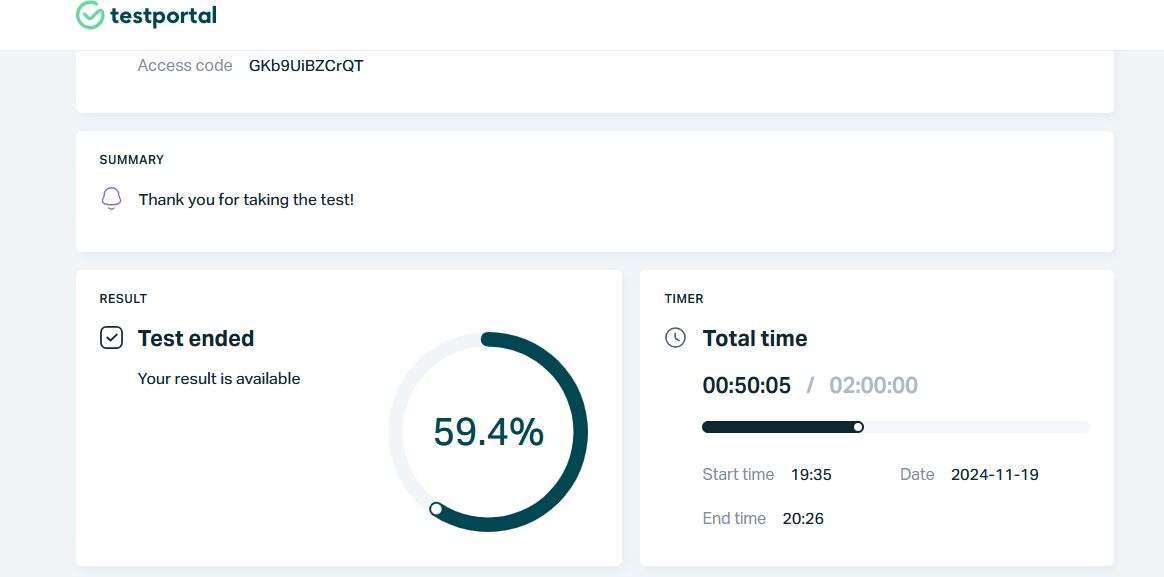 testportal
Access code GKb9UiBZCrQT
SUMMARY
Thank you for taking the test!
RESULT
Test ended
Your result is available
59.4%
TIMER
Total time
00:50:05 / 02:00:00
Start time 19:35 Date 2024-11-19
End time 20:26